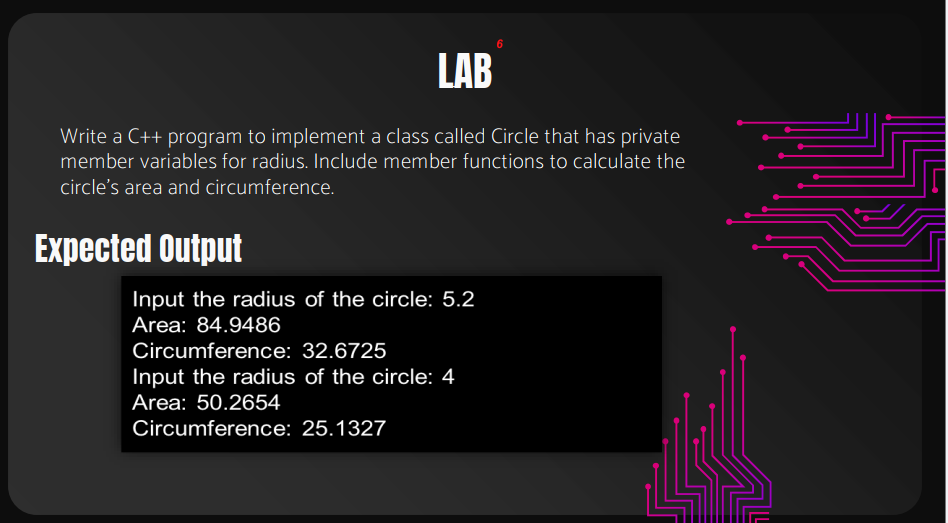 LAB 6
Write a C++ program to implement a class called Circle that has private
member variables for radius. Include member functions to calculate the
circle's area and circumference.
Expected Output
Input the radius of the circle: 5.2
Area: 84.9486
Circumference: 32.6725
Input the radius of the circle: 4
Area: 50.2654
Circumference: 25.1327